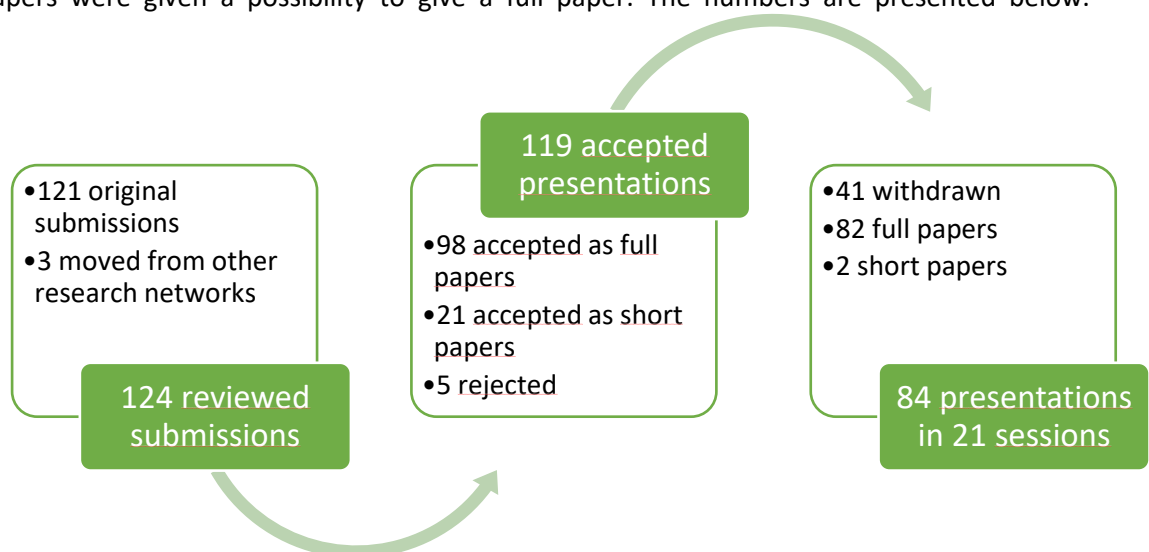 apers were given a possibility to give a full paper. The numbers are presented below.
•121 original
submissions
•3 moved from other
research networks
124 reviewed
submissions
119 accepted
presentations
•98 accepted as full
papers
•21 accepted as short
papers
•5 rejected
•41 withdrawn
•82 full papers
•2 short papers
84 presentations
in 21 sessions